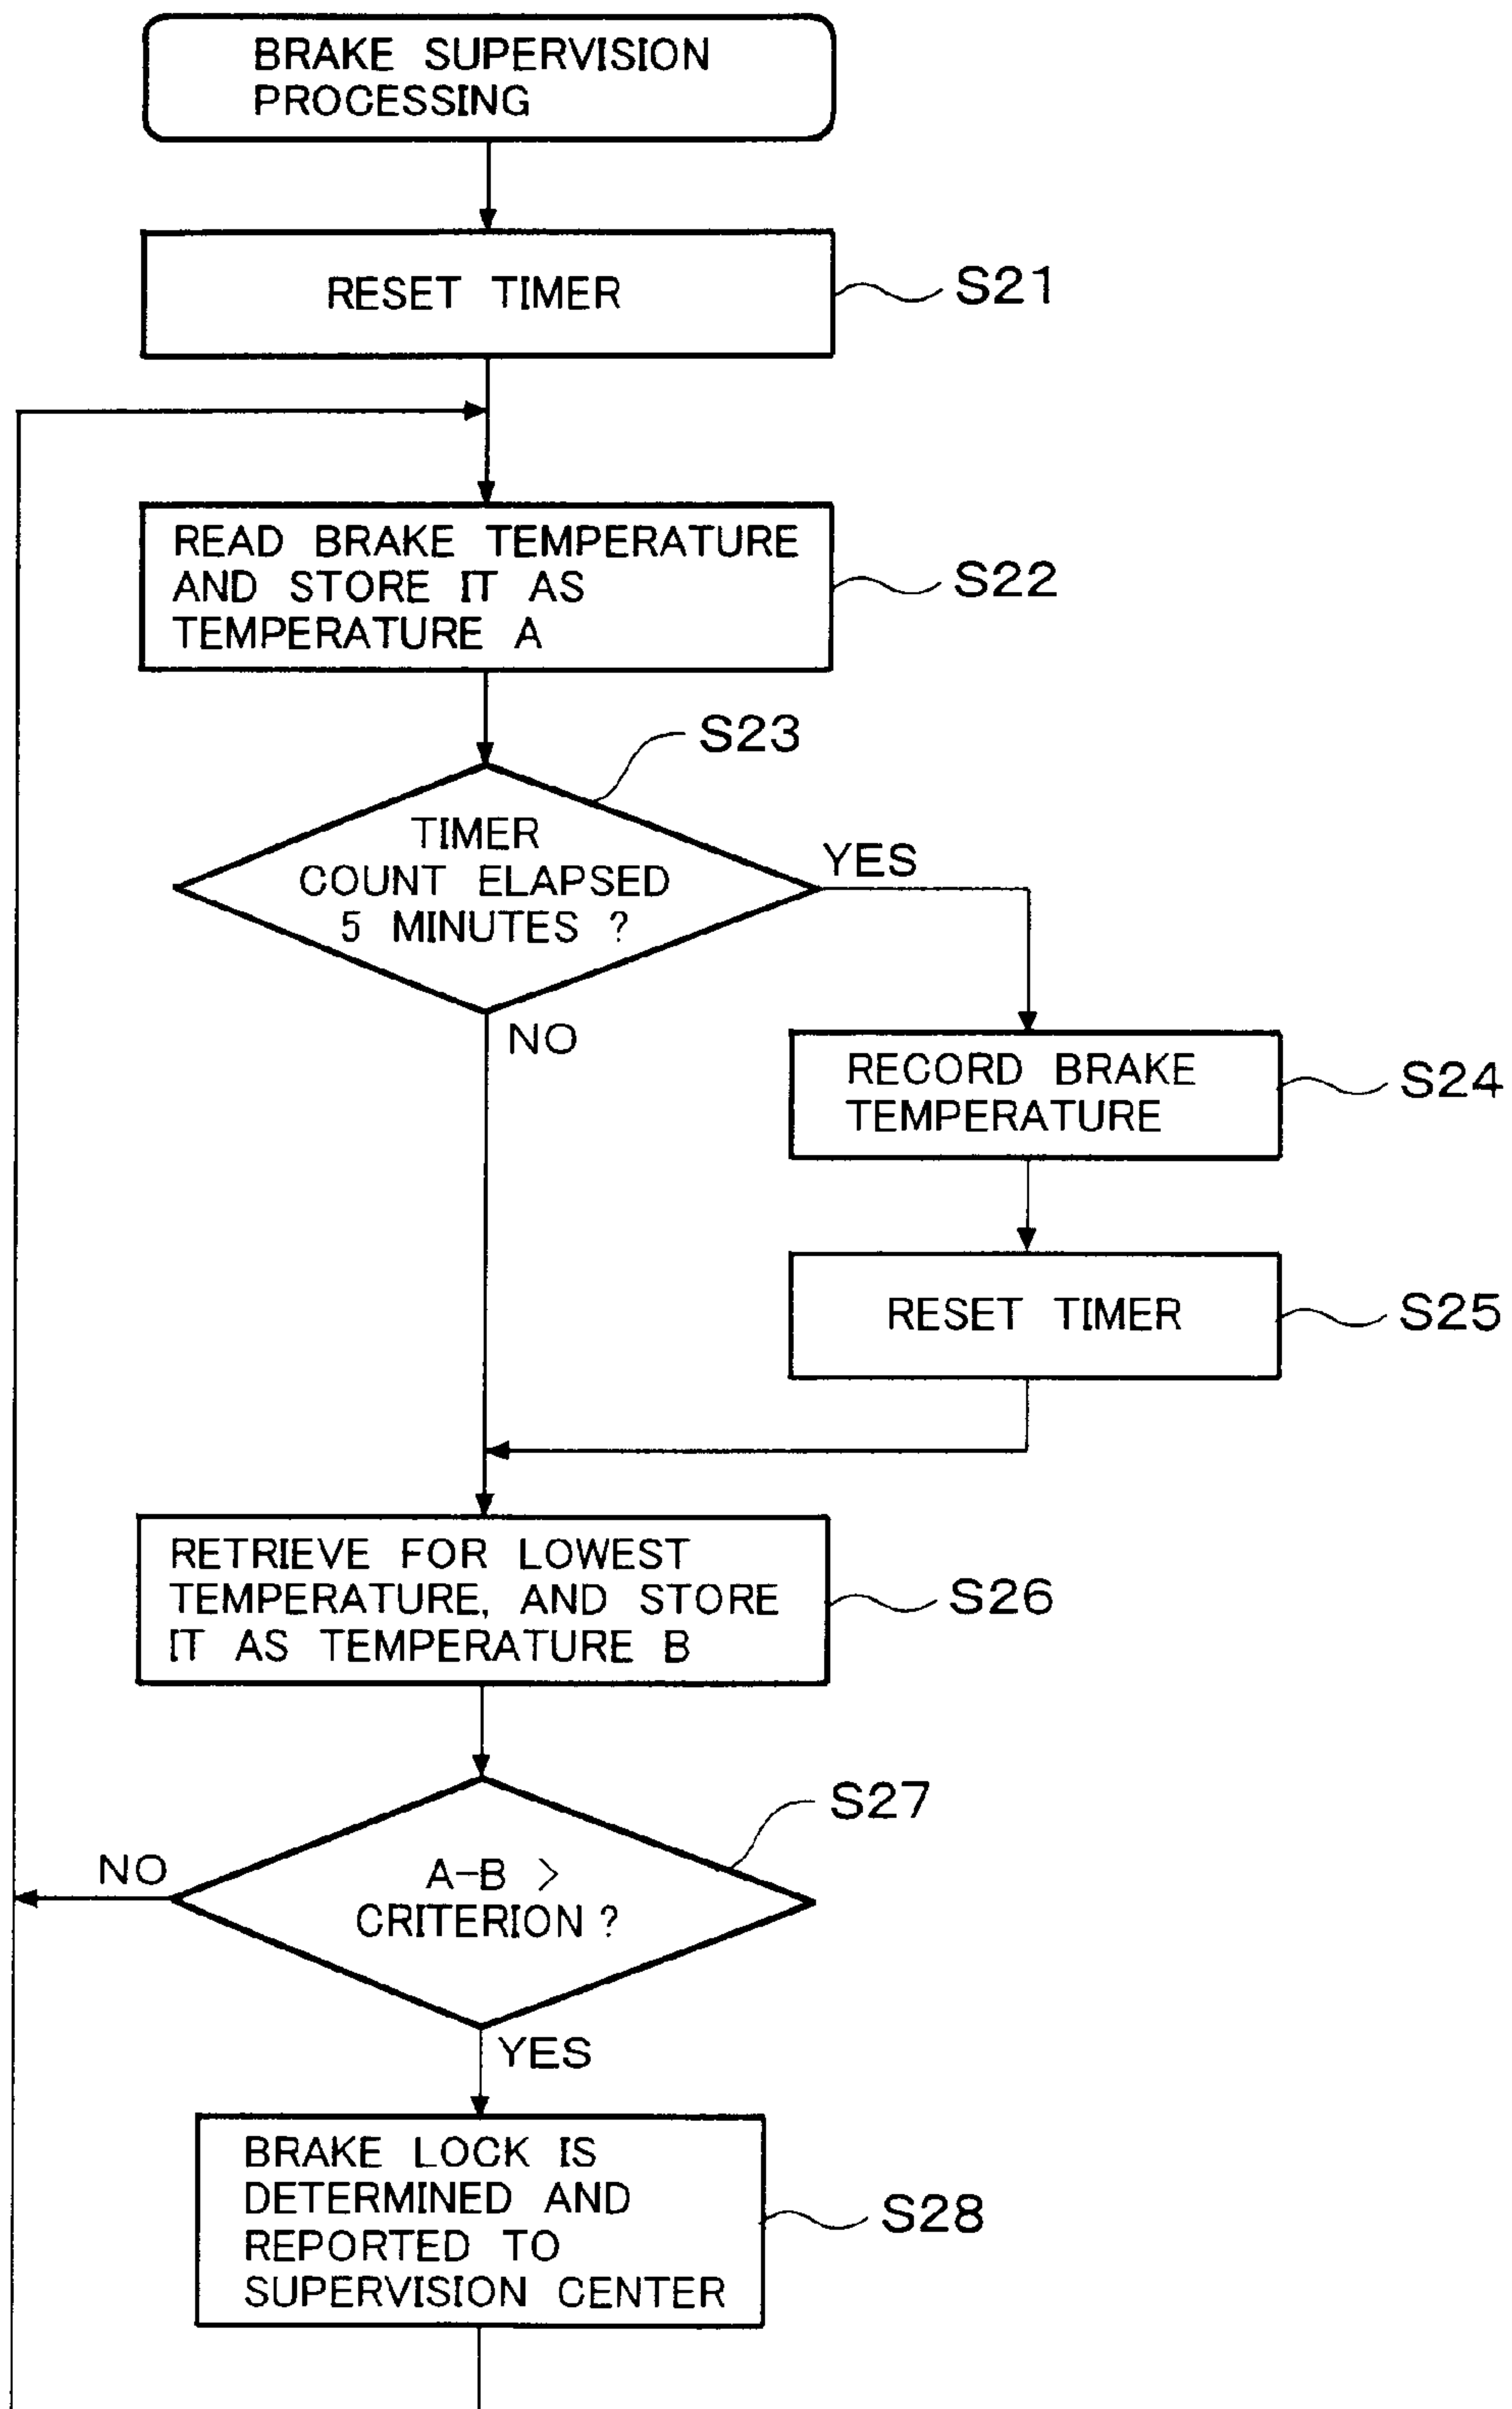 BRAKE SUPERVISION
PROCESSING
RESET TIMER
S21
READ BRAKE TEMPERATURE
AND STORE IT AS
TEMPERATURE A
S22
S23
TIMER
COUNT ELAPSED
5 MINUTES ?
YES
NO
RECORD BRAKE
TEMPERATURE
S24
RESET TIMER
S25
RETRIEVE FOR LOWEST
TEMPERATURE, AND STORE
IT AS TEMPERATURE B
S26
S27
NO
A-B >
CRITERION ?
YES
BRAKE LOCK IS
DETERMINED AND
REPORTED TO
SUPERVISION CENTER
S28